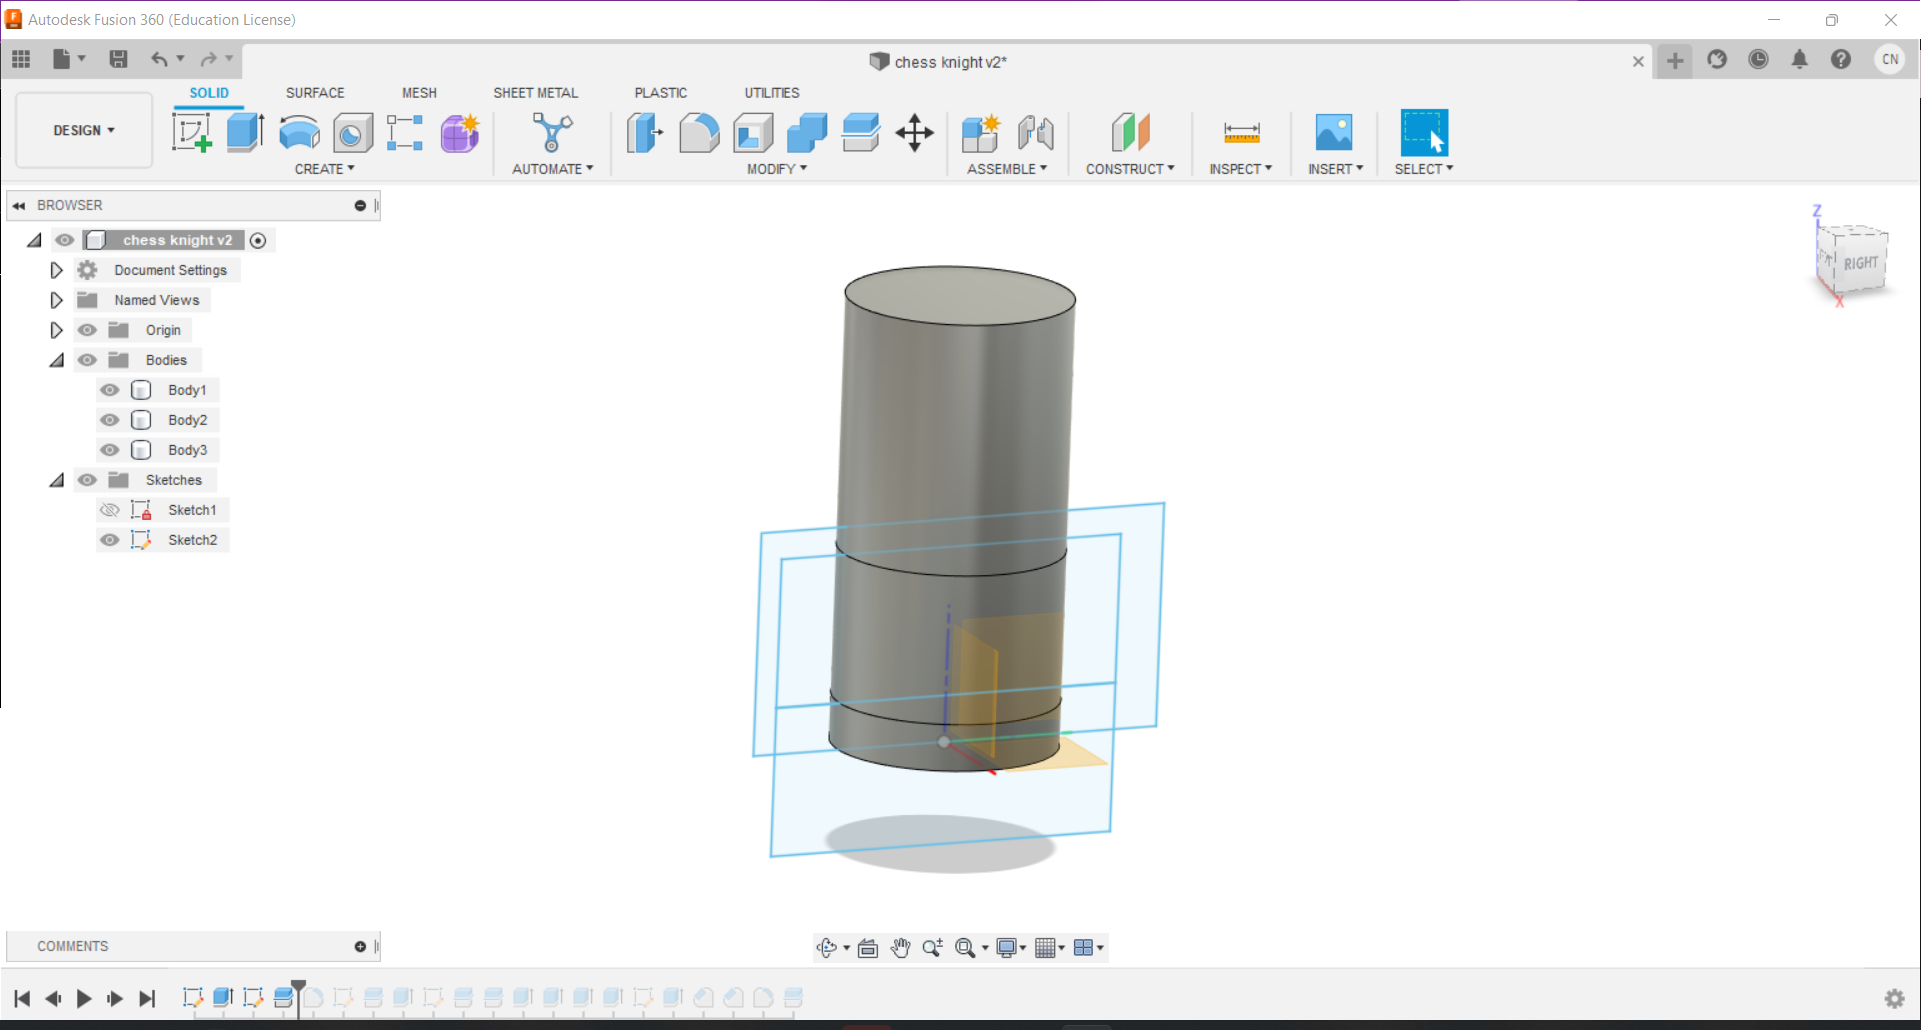 Autodesk Fusion 360 (Education License)
chess knight v2*
CN
SOLID SURFACE MESH SHEET METAL PLASTIC UTILITIES
DESIGN
CREATE AUTOMATE MODIFY ASSEMBLE CONSTRUCT INSPECT INSERT SELECT
BROWSER
chess knight v2
Document Settings
Named Views
Origin
Bodies
Body1
Body2
Body3
Sketches
Sketch1
Sketch2
Z
RIGHT
X
COMMENTS